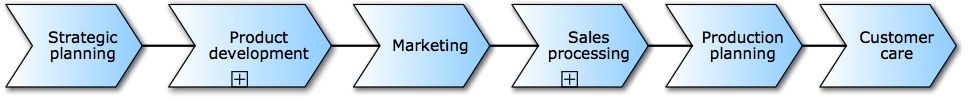 Strategic
planning
Product
development
Marketing
Sales
processing
Production
planning
Customer
care